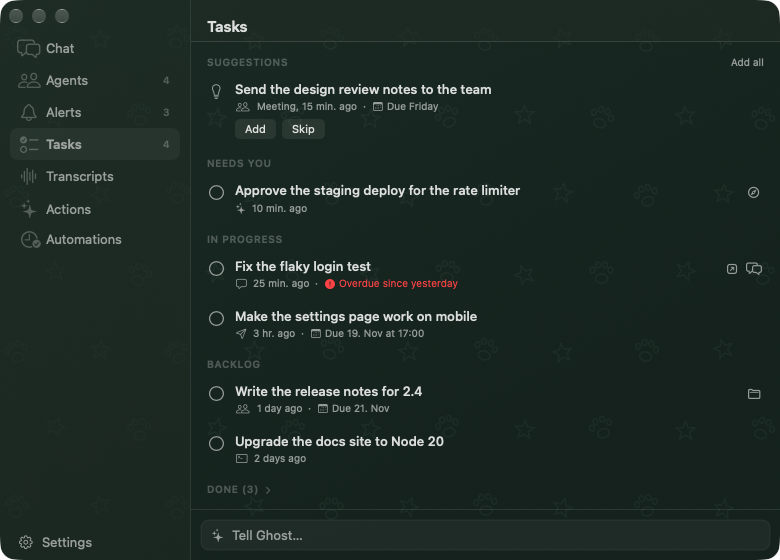 Chat
Agents 4
Alerts 3
Tasks 4
Transcripts
Actions
Automations
Settings
Tasks
SUGGESTIONS Add all
Send the design review notes to the team
Meeting, 15 min. ago · Due Friday
Add Skip
NEEDS YOU
Approve the staging deploy for the rate limiter
10 min. ago
IN PROGRESS
Fix the flaky login test
25 min. ago · Overdue since yesterday
Make the settings page work on mobile
3 hr. ago · Due 19. Nov at 17:00
BACKLOG
Write the release notes for 2.4
1 day ago · Due 21. Nov
Upgrade the docs site to Node 20
2 days ago
DONE (3)
Tell Ghost...